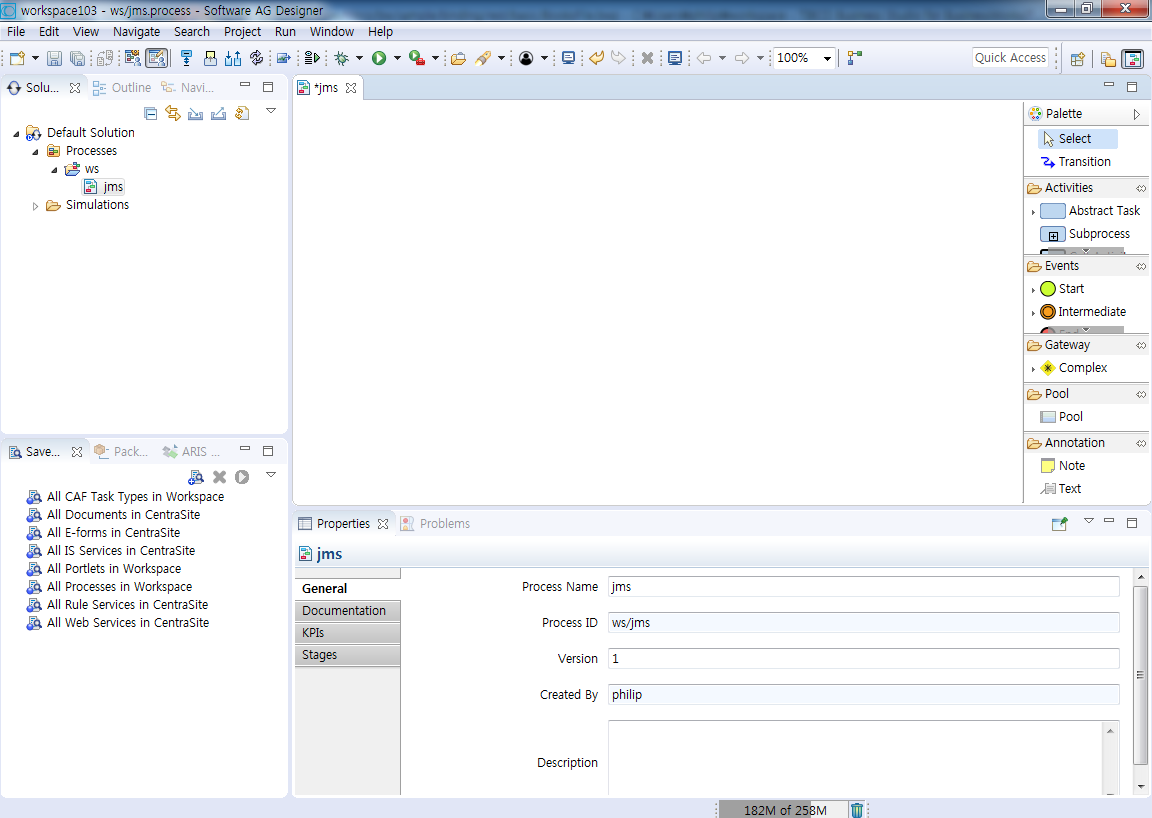 workspace103 - ws/jms.process - Software AG Designer
File Edit View Navigate Search Project Run Window Help
100%
Quick Access
Solu...
Outline
Navi...
Default Solution
Processes
ws
jms
Simulations
*jms
Palette
Select
Transition
Activities
Abstract Task
Subprocess
Events
Start
Intermediate
Gateway
Complex
Pool
Pool
Annotation
Note
Text
Save...
Pack...
ARIS ...
All CAF Task Types in Workspace
All Documents in CentraSite
All E-forms in CentraSite
All IS Services in CentraSite
All Portlets in Workspace
All Processes in Workspace
All Rule Services in CentraSite
All Web Services in CentraSite
Properties
Problems
jms
General
Documentation
KPIs
Stages
Process Name jms
Process ID ws/jms
Version 1
Created By philip
Description
182M of 258M